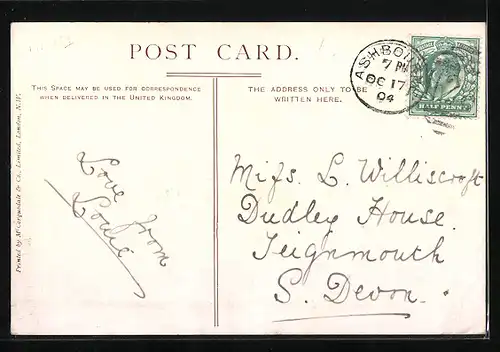 POST CARD.
THIS SPACE MAY BE USED FOR CORRESPONDENCE
WHEN DELIVERED IN THE UNITED KINGDOM.
THE ADDRESS ONLY TO BE
WRITTEN HERE.
7 PM
OC 17
04
HALF PENNY
Printed by McCorquodale & Co., Limited, London, N.W.
Love from
Louie
Miss L. Williscroft
Dudley House.
Teignmouth
S. Devon.